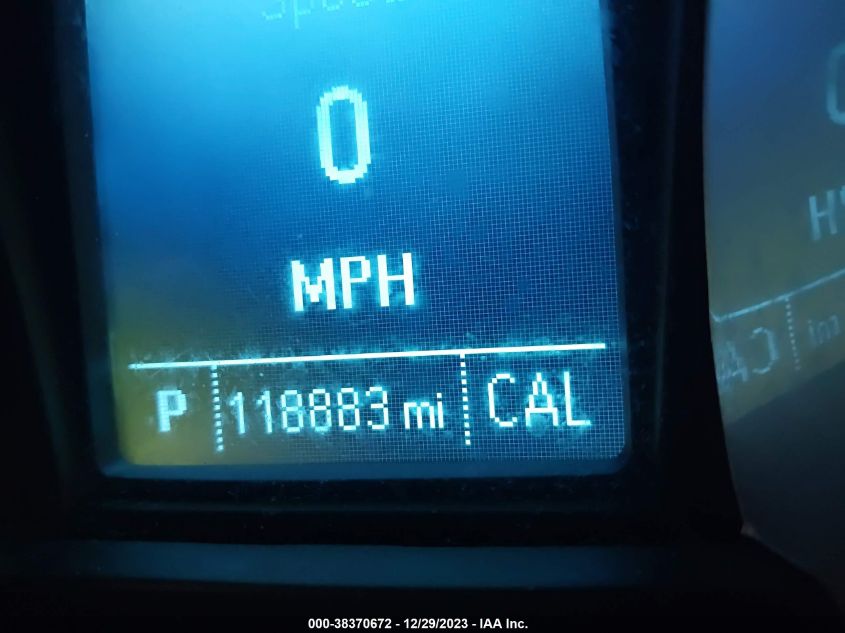 0
MPH
P 118883 mi CAL
000-38370672 - 12/29/2023 - IAA Inc.